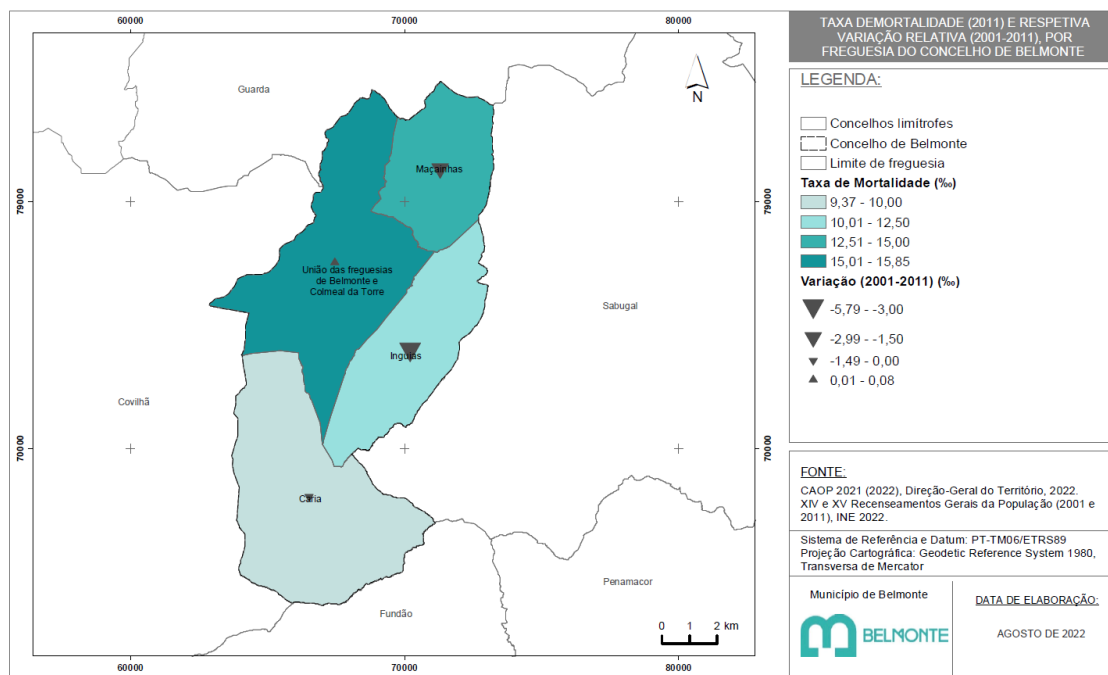 TAXA DEMORTALIDADE (2011) E RESPETIVA
VARIAÇÃO RELATIVA (2001-2011), POR
FREGUESIA DO CONCELHO DE BELMONTE
60000
70000
80000
79000
79000
70000
70000
60000
70000
80000
Guarda
N
Maçainhas
União das freguesias
de Belmonte e
Colmeal da Torre
Sabugal
Inguias
Covilhã
Caria
Penamacor
Fundão
0 1 2 km
LEGENDA:
Concelhos limítrofes
Concelho de Belmonte
Limite de freguesia
Taxa de Mortalidade (‰)
9,37 - 10,00
10,01 - 12,50
12,51 - 15,00
15,01 - 15,85
Variação (2001-2011) (‰)
-5,79 - -3,00
-2,99 - -1,50
-1,49 - 0,00
0,01 - 0,08
FONTE:
CAOP 2021 (2022), Direção-Geral do Território, 2022.
XIV e XV Recenseamentos Gerais da População (2001 e
2011), INE 2022.
Sistema de Referência e Datum: PT-TM06/ETRS89
Projeção Cartográfica: Geodetic Reference System 1980,
Transversa de Mercator
Município de Belmonte
BELMONTE
DATA DE ELABORAÇÃO:
AGOSTO DE 2022